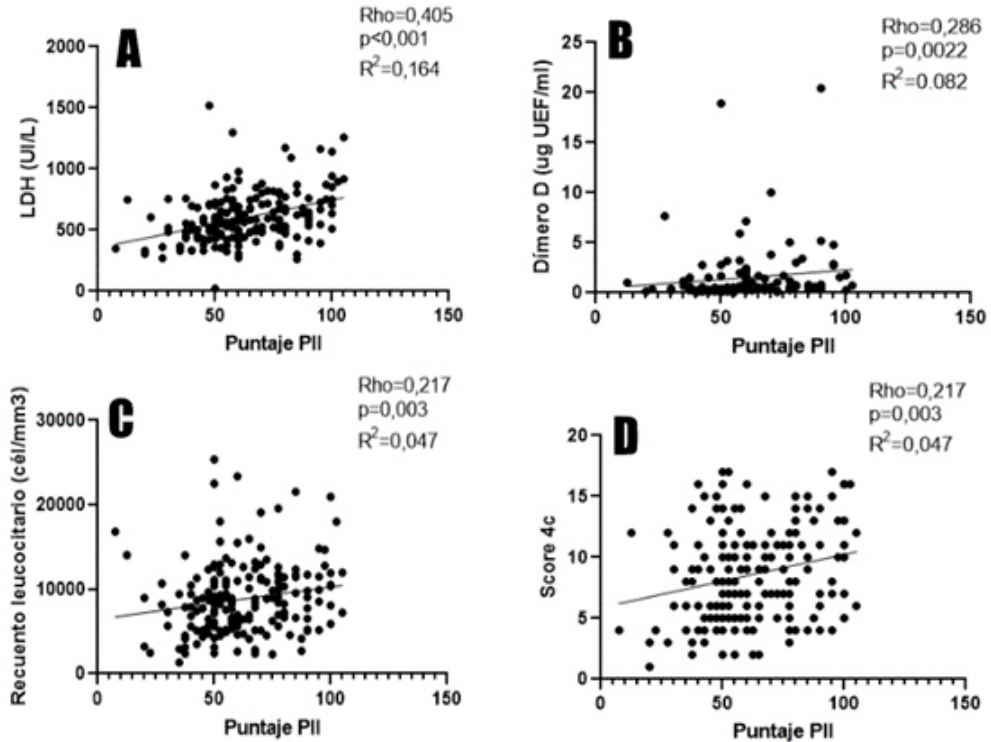 A
Rho=0,405
p<0,001
R²=0,164
LDH (UI/L)
2000
1500
1000
500
0
0 50 100 150
Puntaje PII
B
Rho=0,286
p=0,0022
R²=0.082
Dímero D (ug UEF/ml)
25
20
15
10
5
0
0 50 100 150
Puntaje PII
C
Rho=0,217
p=0,003
R²=0,047
Recuento leucocitario (cél/mm3)
30000
20000
10000
0
0 50 100 150
Puntaje PII
D
Rho=0,217
p=0,003
R²=0,047
Score 4c
20
15
10
5
0
0 50 100 150
Puntaje PII